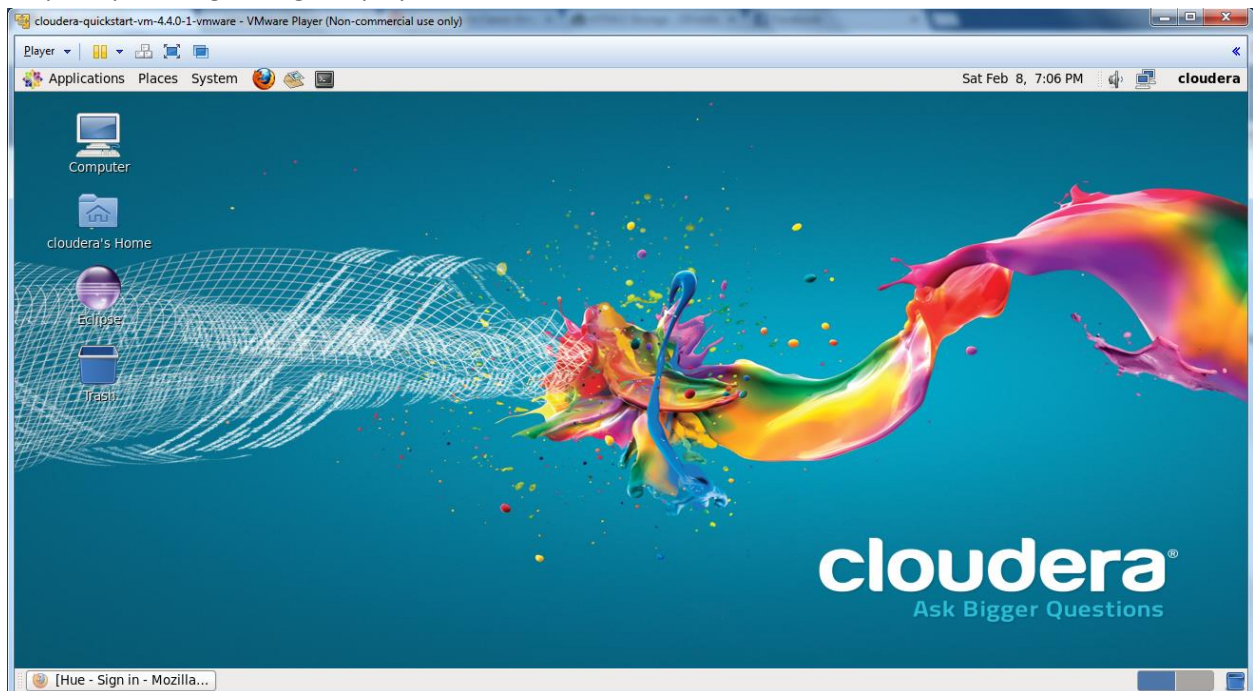 cloudera-quickstart-vm-4.4.0-1-vmware - VMware Player (Non-commercial use only)
Player
Applications Places System Sat Feb 8, 7:06 PM cloudera
Computer
cloudera's Home
Eclipse
Trash
cloudera®
Ask Bigger Questions
[Hue - Sign in - Mozilla...]